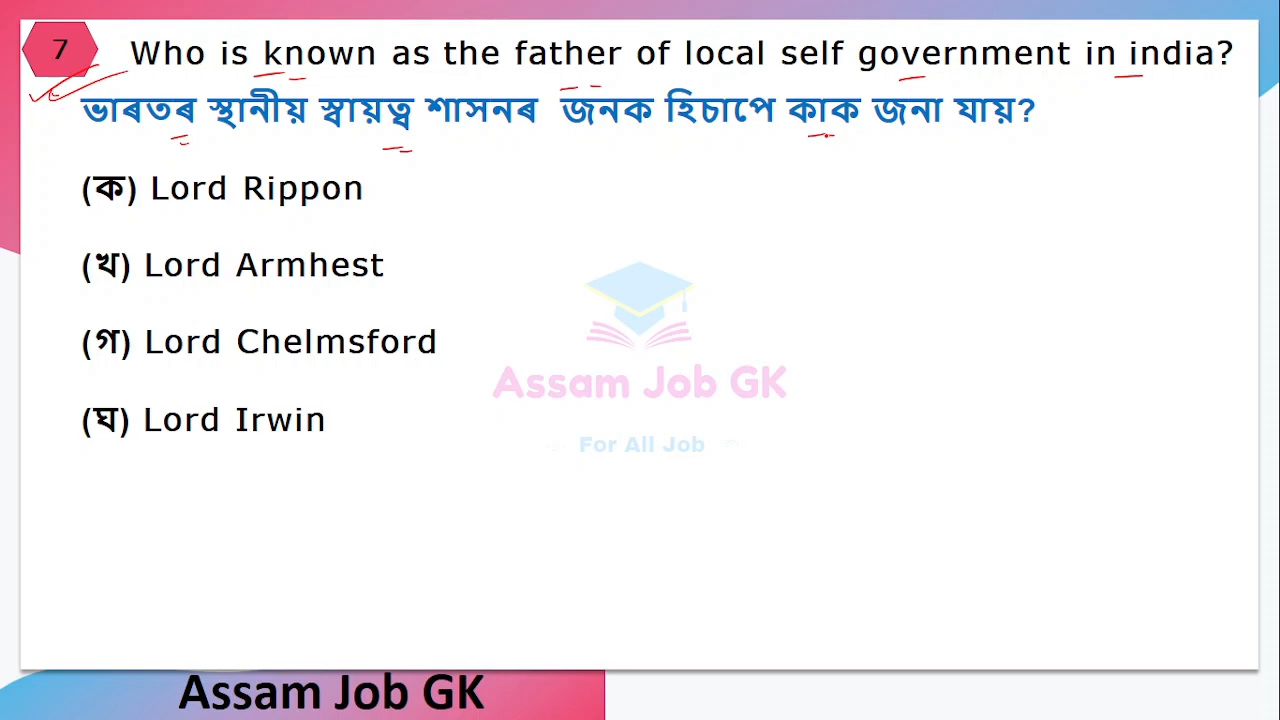 7
Who is known as the father of local self government in india?
ভাৰতৰ স্থানীয় স্বায়ত্ব শাসনৰ জনক হিচাপে কাক জনা যায়?
(ক) Lord Rippon
(খ) Lord Armhest
(গ) Lord Chelmsford
(ঘ) Lord Irwin
Assam Job GK
For All Job
Assam Job GK